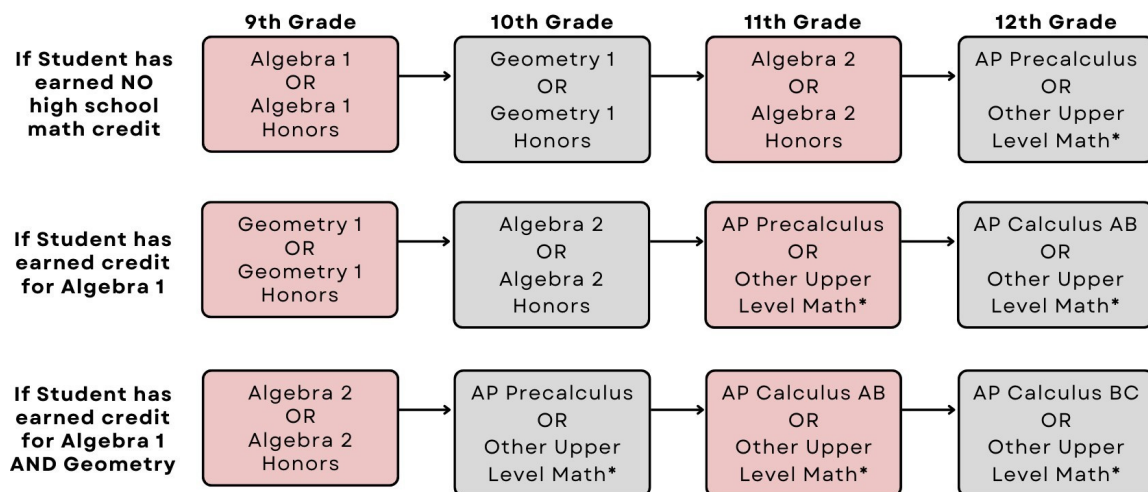 9th Grade
10th Grade
11th Grade
12th Grade
If Student has
earned NO
high school
math credit
Algebra 1
OR
Algebra 1
Honors
Geometry 1
OR
Geometry 1
Honors
Algebra 2
OR
Algebra 2
Honors
AP Precalculus
OR
Other Upper
Level Math*
If Student has
earned credit
for Algebra 1
Geometry 1
OR
Geometry 1
Honors
Algebra 2
OR
Algebra 2
Honors
AP Precalculus
OR
Other Upper
Level Math*
AP Calculus AB
OR
Other Upper
Level Math*
If Student has
earned credit
for Algebra 1
AND Geometry
Algebra 2
OR
Algebra 2
Honors
AP Precalculus
OR
Other Upper
Level Math*
AP Calculus AB
OR
Other Upper
Level Math*
AP Calculus BC
OR
Other Upper
Level Math*